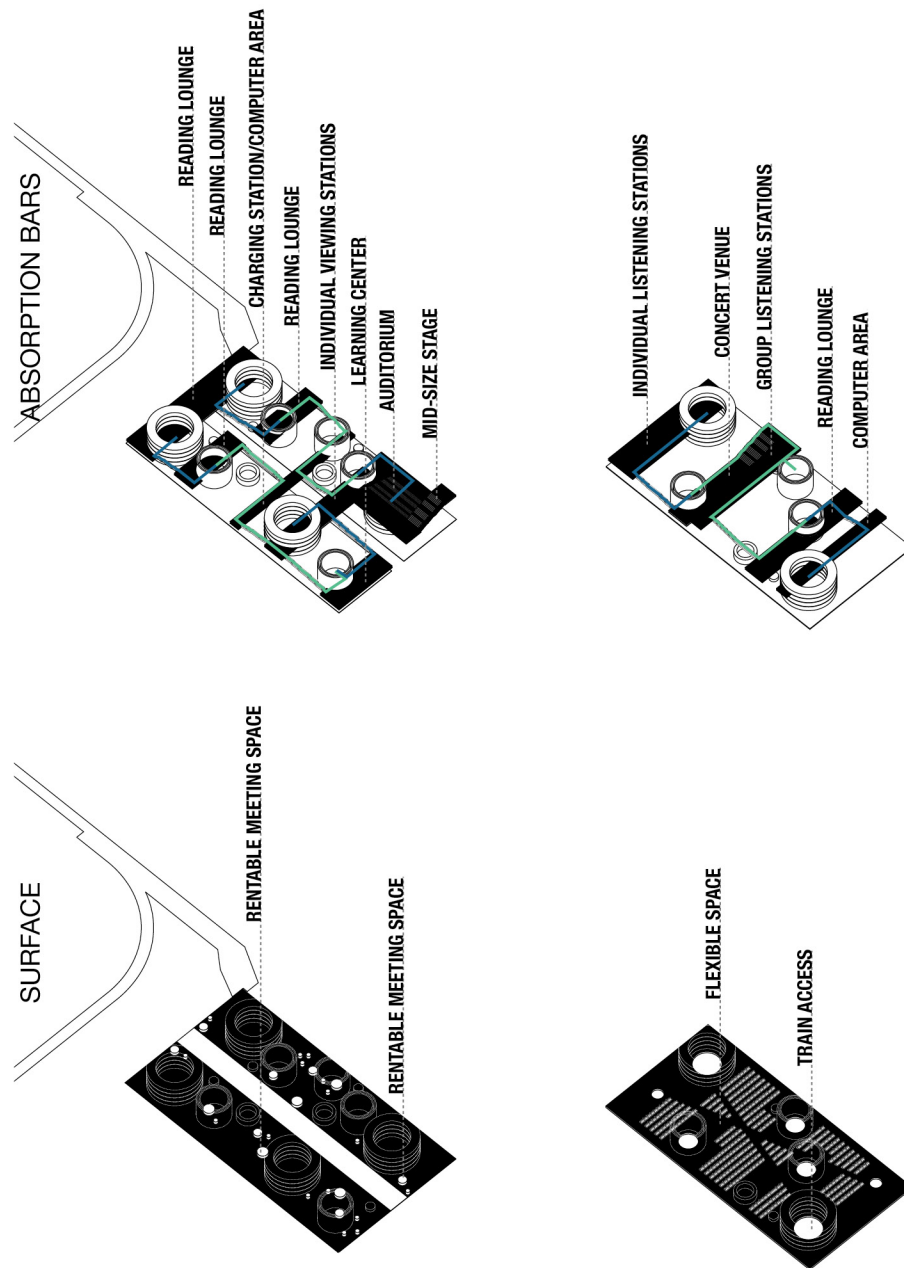 ABSORPTION BARS
READING LOUNGE
READING LOUNGE
CHARGING STATION/COMPUTER AREA
READING LOUNGE
INDIVIDUAL VIEWING STATIONS
LEARNING CENTER
AUDITORIUM
MID-SIZE STAGE
INDIVIDUAL LISTENING STATIONS
CONCERT VENUE
GROUP LISTENING STATIONS
READING LOUNGE
COMPUTER AREA
SURFACE
RENTABLE MEETING SPACE
RENTABLE MEETING SPACE
FLEXIBLE SPACE
TRAIN ACCESS